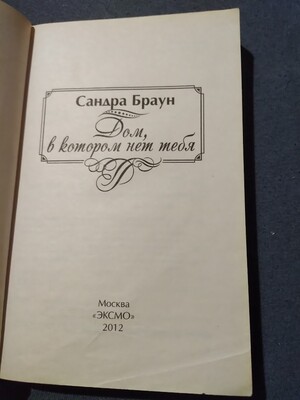 Сандра Браун
Дом,
в котором нет тебя
Москва
«ЭКСМО»
2012